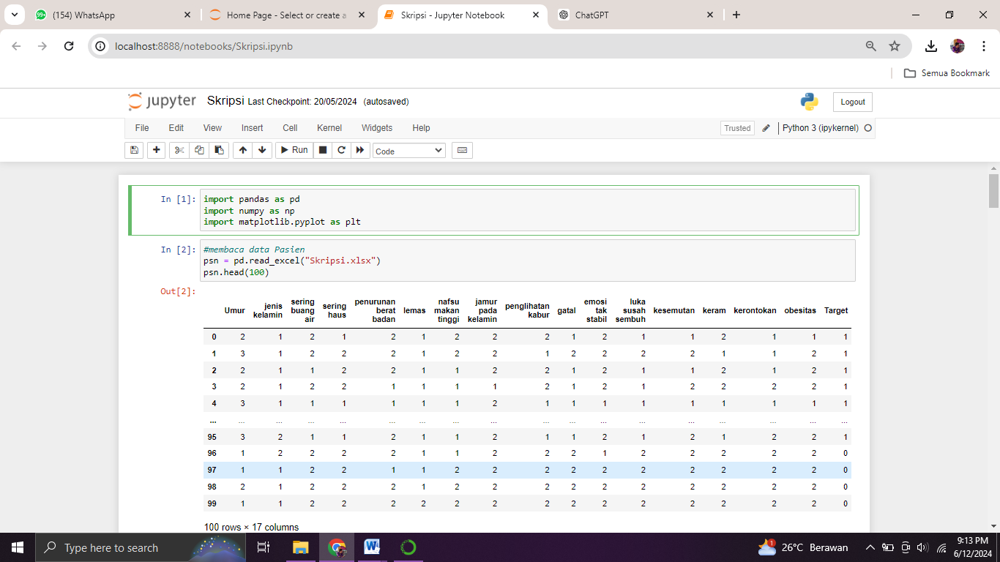 (154) WhatsApp
Home Page - Select or create a
Skripsi - Jupyter Notebook
ChatGPT
localhost:8888/notebooks/Skripsi.ipynb
Semua Bookmark
jupyter Skripsi Last Checkpoint: 20/05/2024 (autosaved)
Logout
File Edit View Insert Cell Kernel Widgets Help
Trusted Python 3 (ipykernel)
Run Code
In [1]: import pandas as pd
import numpy as np
import matplotlib.pyplot as plt
In [2]: #membaca data Pasien
psn = pd.read_excel("Skripsi.xlsx")
psn.head(100)
Out[2]:
Umur jenis kelamin sering buang air sering haus penurunan berat badan lemas nafsu makan tinggi jamur pada kelamin penglihatan kabur gatal emosi tak stabil luka susah sembuh kesemutan keram kerontokan obesitas Target
0 2 1 2 1 2 1 2 2 2 1 2 1 1 2 1 1 1
1 3 1 2 2 2 1 2 2 1 2 2 2 2 1 1 2 1
2 2 1 1 2 2 1 1 2 2 1 2 1 1 2 1 2 1
3 2 1 2 2 1 1 1 1 2 1 2 1 2 2 2 2 1
4 3 1 1 1 1 1 1 2 1 1 1 1 1 1 1 1 1
... ... ... ... ... ... ... ... ... ... ... ... ... ... ... ... ... ...
95 3 2 1 1 2 1 1 2 1 1 2 1 2 1 2 2 1
96 1 2 2 2 2 1 1 2 2 2 1 2 2 2 2 2 0
97 1 1 2 2 1 1 2 2 2 2 2 2 2 2 2 2 0
98 2 1 2 2 2 1 2 2 2 2 2 2 2 2 2 2 0
99 1 1 2 2 2 2 2 2 2 2 2 2 2 2 2 2 0
100 rows × 17 columns
Type here to search
26°C Berawan
9:13 PM
6/12/2024